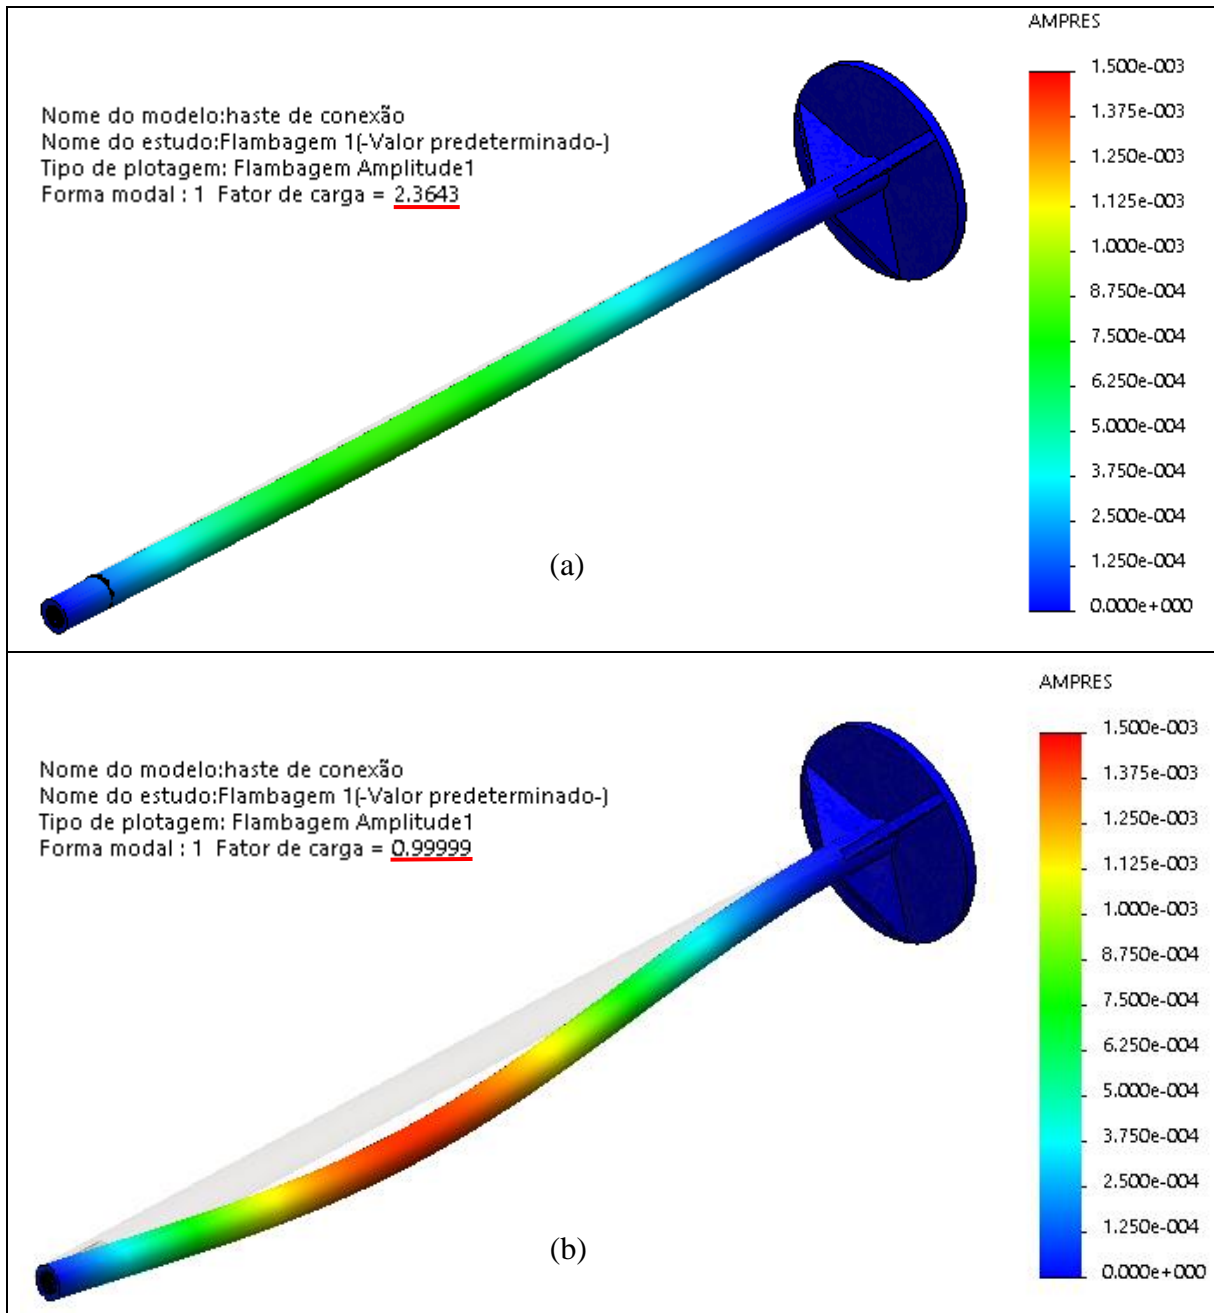 AMPRES
Nome do modelo:haste de conexão
Nome do estudo:Flambagem 1(-Valor predeterminado-)
Tipo de plotagem: Flambagem Amplitude1
Forma modal : 1 Fator de carga = 2.3643
1.500e-003
1.375e-003
1.250e-003
1.125e-003
1.000e-003
8.750e-004
7.500e-004
6.250e-004
5.000e-004
3.750e-004
2.500e-004
1.250e-004
0.000e+000
(a)
AMPRES
Nome do modelo:haste de conexão
Nome do estudo:Flambagem 1(-Valor predeterminado-)
Tipo de plotagem: Flambagem Amplitude1
Forma modal : 1 Fator de carga = 0.99999
1.500e-003
1.375e-003
1.250e-003
1.125e-003
1.000e-003
8.750e-004
7.500e-004
6.250e-004
5.000e-004
3.750e-004
2.500e-004
1.250e-004
0.000e+000
(b)